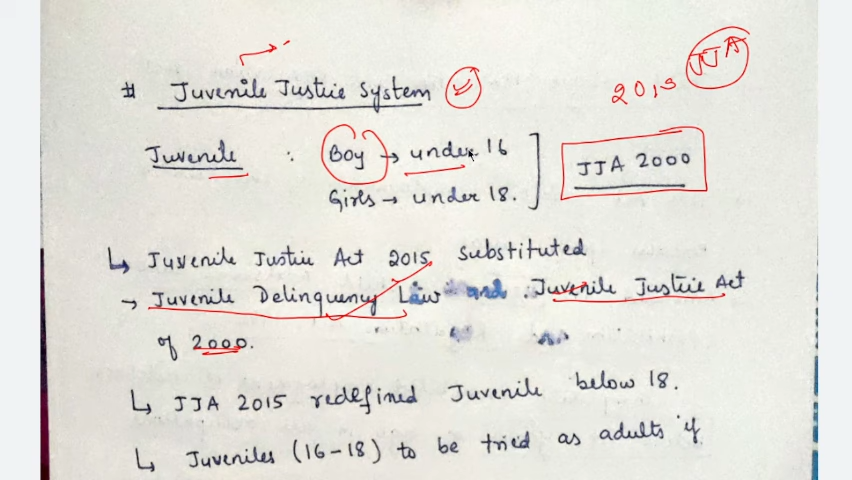 2015 JJA
# Juvenile Justice System
Juvenile : Boy → under 16
Girls → under 18.
JJA 2000
↳ Juvenile Justice Act 2015 substituted
→ Juvenile Delinquency Law and Juvenile Justice Act
of 2000.
↳ JJA 2015 redefined Juvenile below 18.
↳ Juveniles (16-18) to be tried as adults if